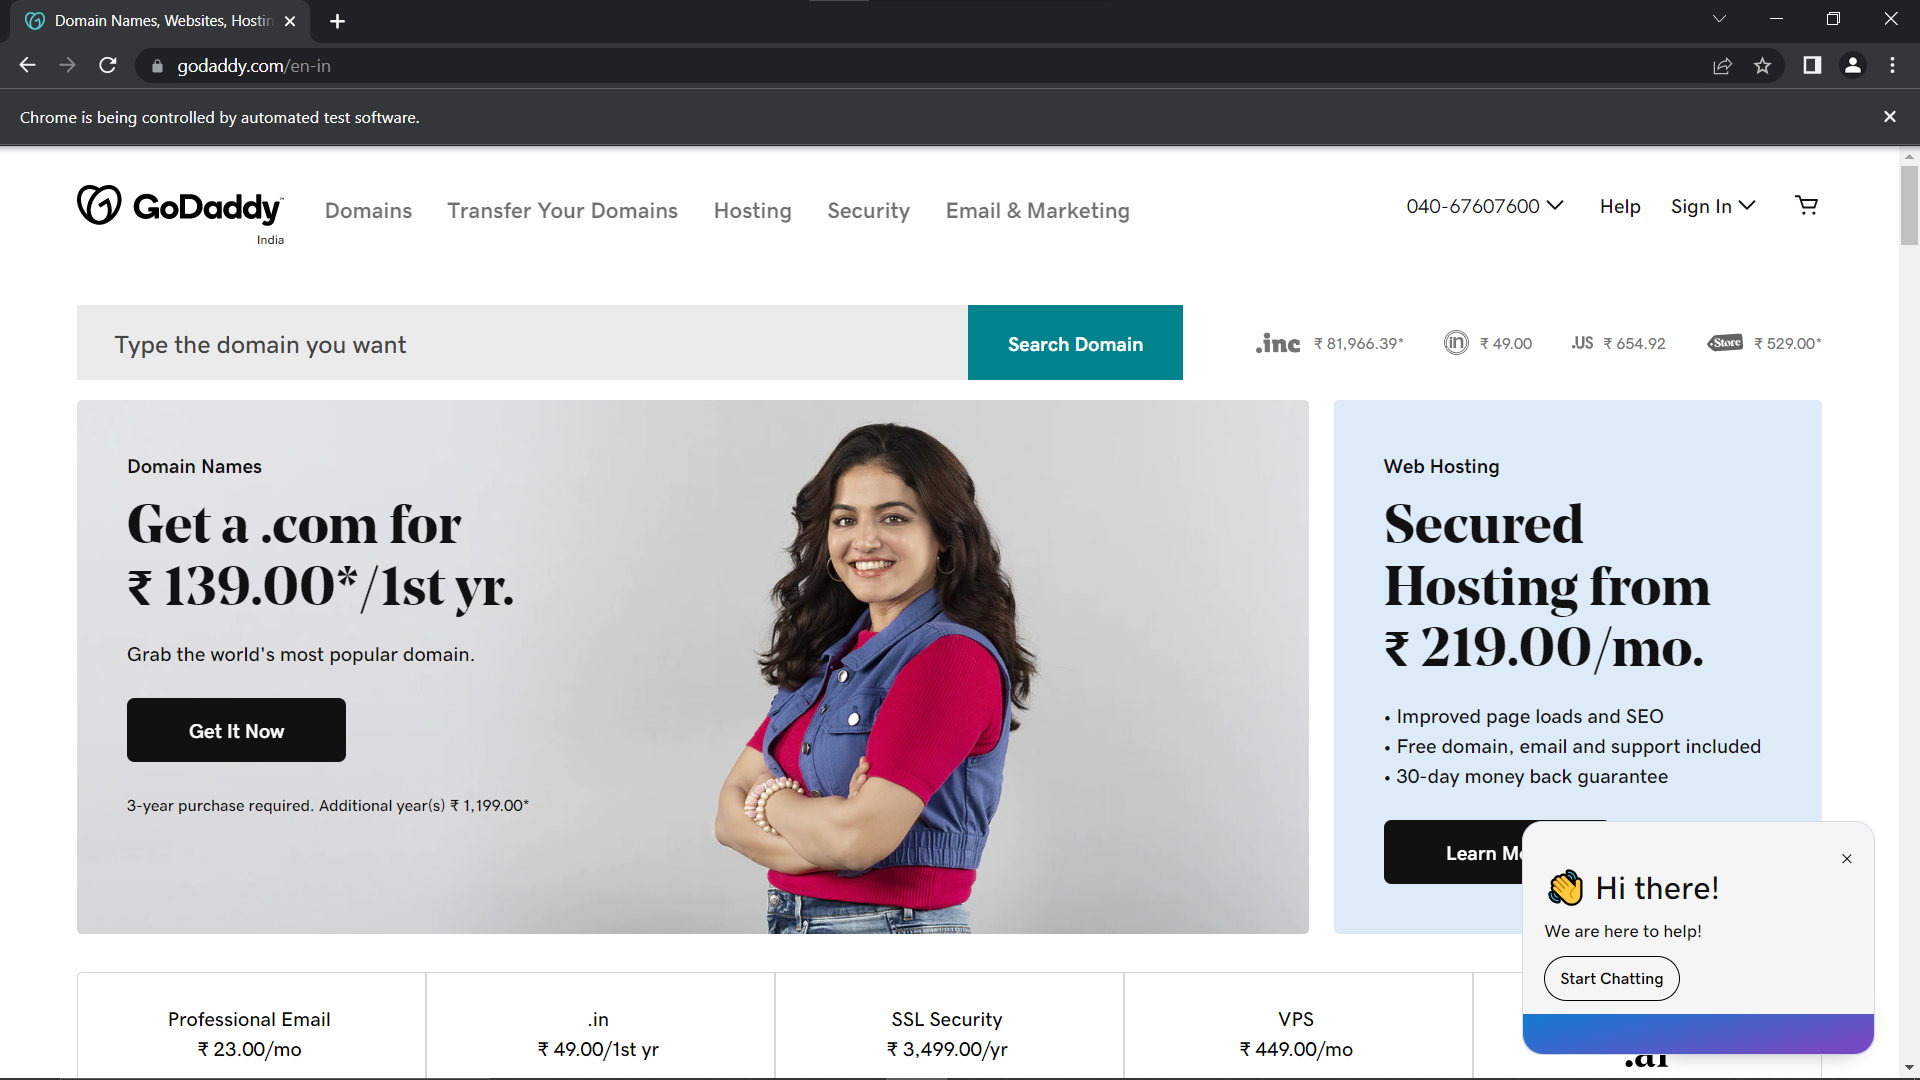 Domain Names, Websites, Hostin
godaddy.com/en-in
Chrome is being controlled by automated test software.
GoDaddy
India
Domains
Transfer Your Domains
Hosting
Security
Email & Marketing
040-67607600
Help
Sign In
Type the domain you want
Search Domain
.inc ₹ 81,966.39*
in ₹ 49.00
.US ₹ 654.92
.Store ₹ 529.00*
Domain Names
Get a .com for
₹ 139.00*/1st yr.
Grab the world's most popular domain.
Get It Now
3-year purchase required. Additional year(s) ₹ 1,199.00*
Web Hosting
Secured
Hosting from
₹ 219.00/mo.
• Improved page loads and SEO
• Free domain, email and support included
• 30-day money back guarantee
Learn Mo
Hi there!
We are here to help!
Start Chatting
Professional Email
₹ 23.00/mo
.in
₹ 49.00/1st yr
SSL Security
₹ 3,499.00/yr
VPS
₹ 449.00/mo